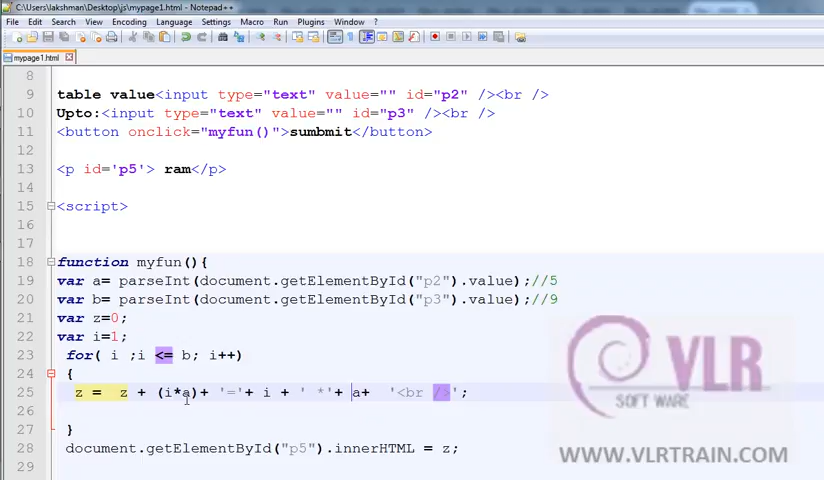 C:\Users\lakshman\Desktop\js\mypage1.html - Notepad++
File Edit Search View Encoding Language Settings Macro Run Plugins Window ?
mypage1.html
8
9 table value<input type="text" value="" id="p2" /><br />
10 Upto:<input type="text" value="" id="p3" /><br />
11 <button onclick="myfun()">sumbmit</button>
12
13 <p id='p5'> ram</p>
14
15 <script>
16
17
18 function myfun(){
19 var a= parseInt(document.getElementById("p2").value);//5
20 var b= parseInt(document.getElementById("p3").value);//9
21 var z=0;
22 var i=1;
23 for( i ;i <= b; i++)
24 {
25 z = z + (i*a)+ '='+ i + ' *'+ a+ '<br />';
26
27 }
28 document.getElementById("p5").innerHTML = z;
29
VLR
SOFT WARE
WWW.VLRTRAIN.COM